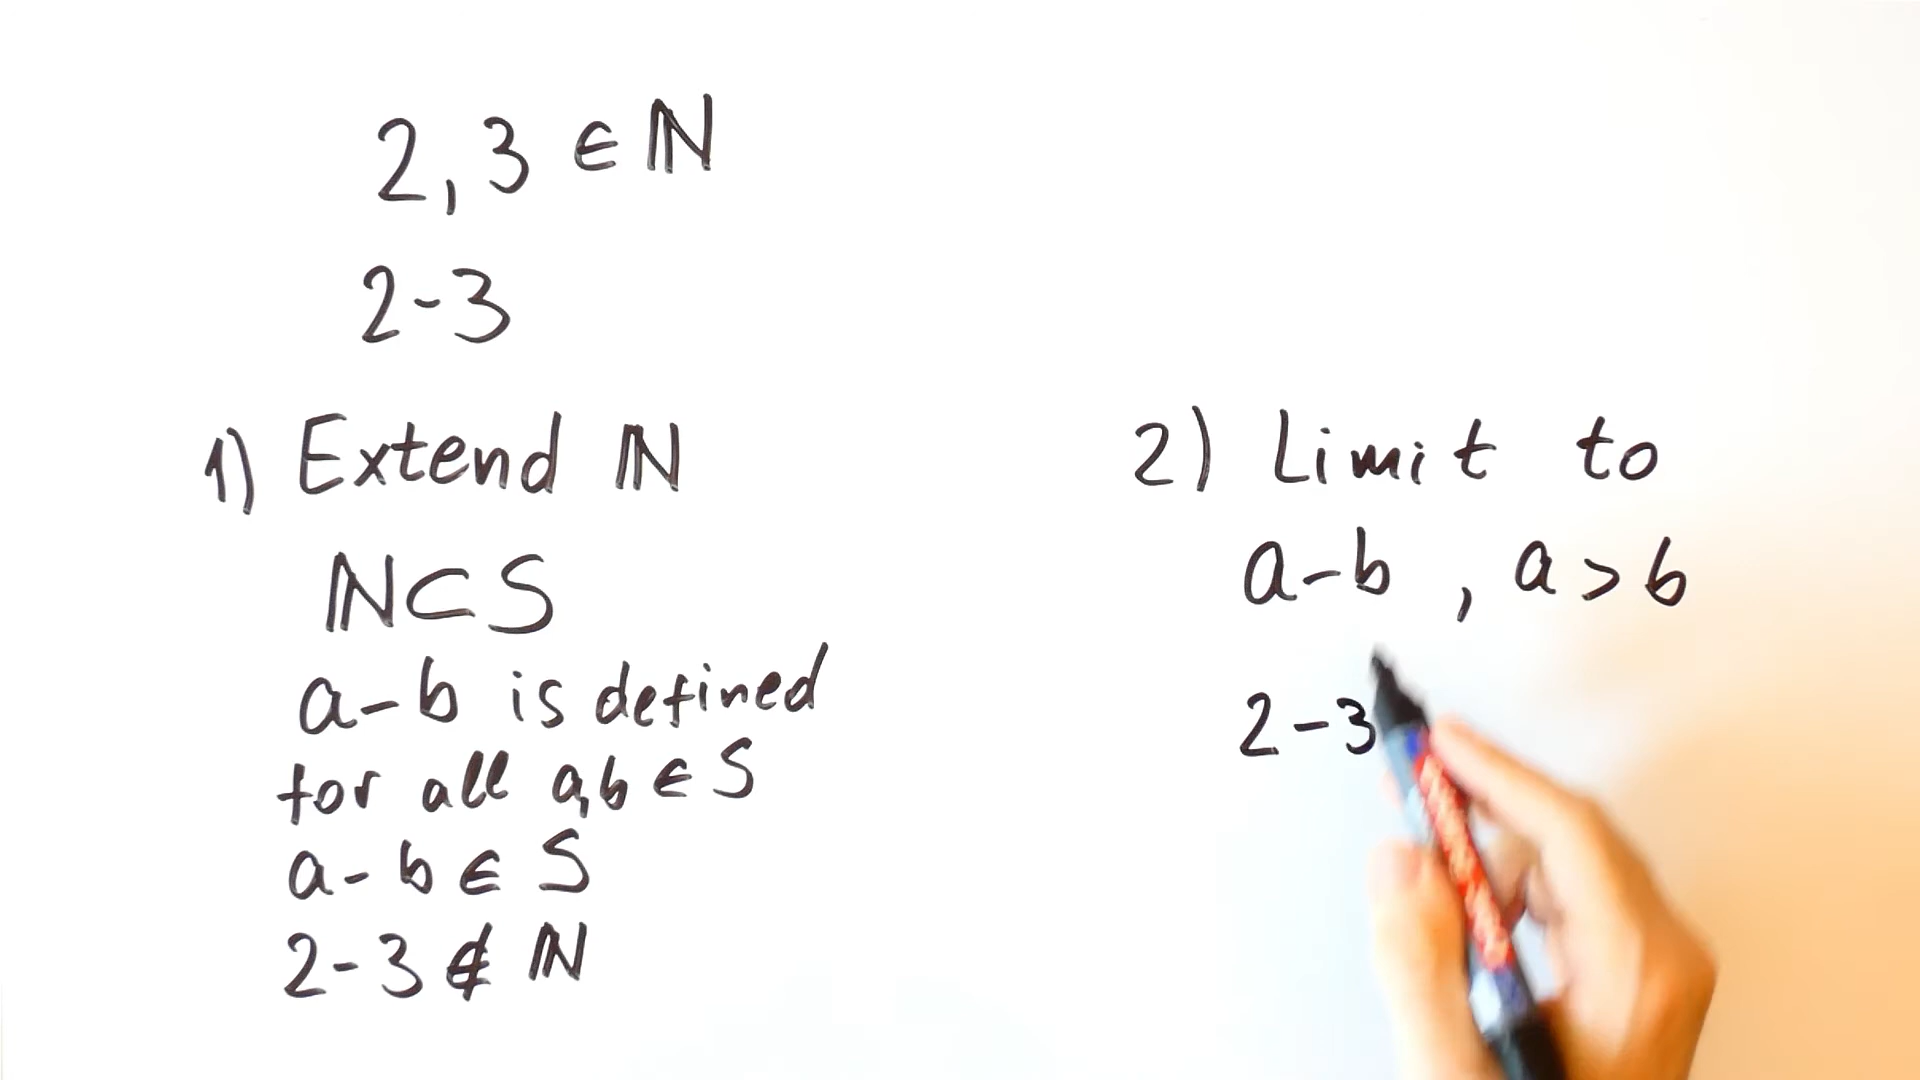 2, 3 ∈ ℕ
2-3
1) Extend ℕ
ℕ⊂S
a-b is defined
for all a,b ∈ S
a-b ∈ S
2-3 ∉ ℕ
2) Limit to
a-b , a>b
2-3